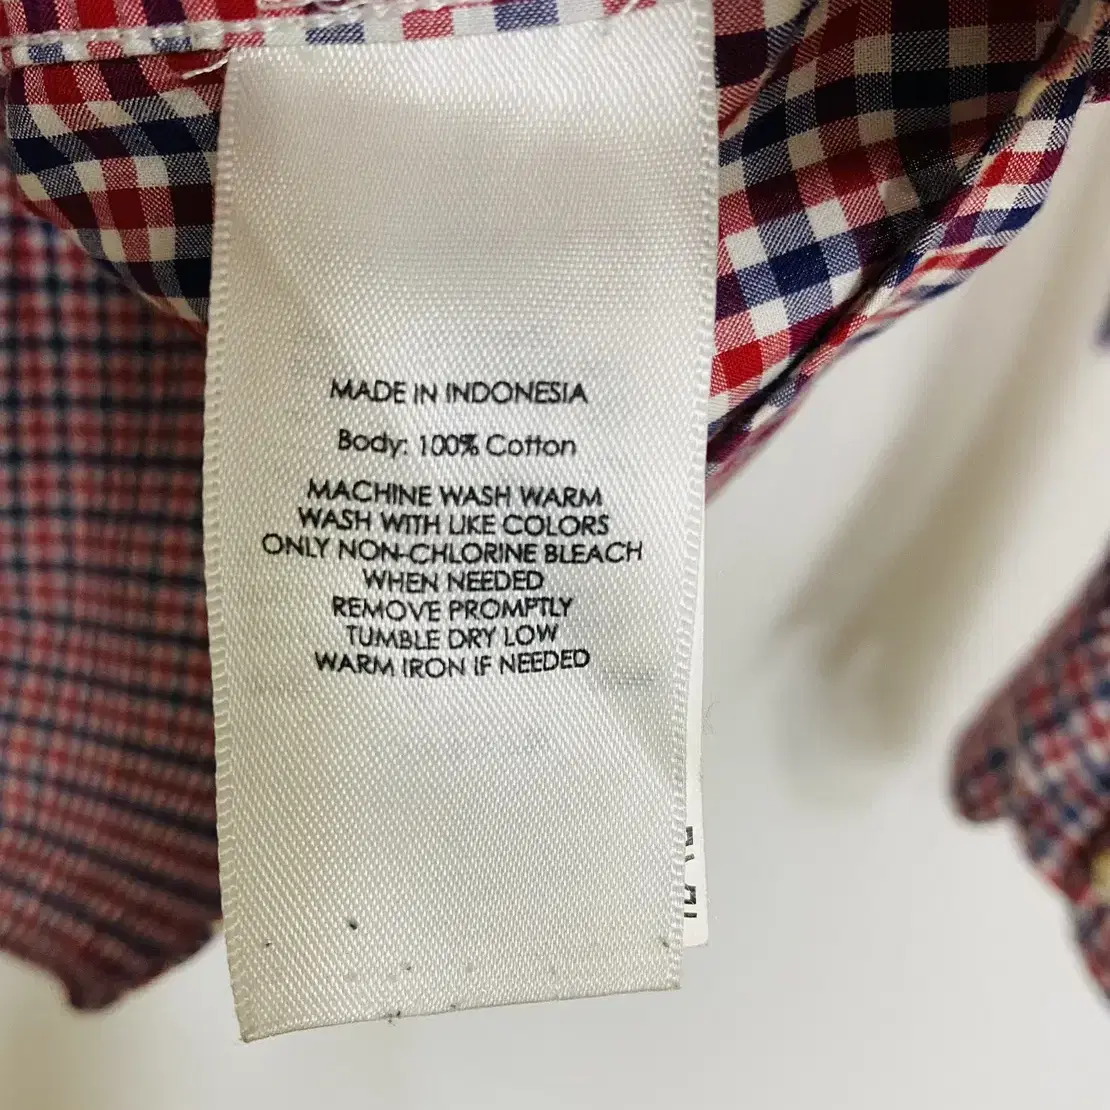 MADE IN INDONESIA
Body: 100% Cotton
MACHINE WASH WARM
WASH WITH LIKE COLORS
ONLY NON-CHLORINE BLEACH
WHEN NEEDED
REMOVE PROMPTLY
TUMBLE DRY LOW
WARM IRON IF NEEDED